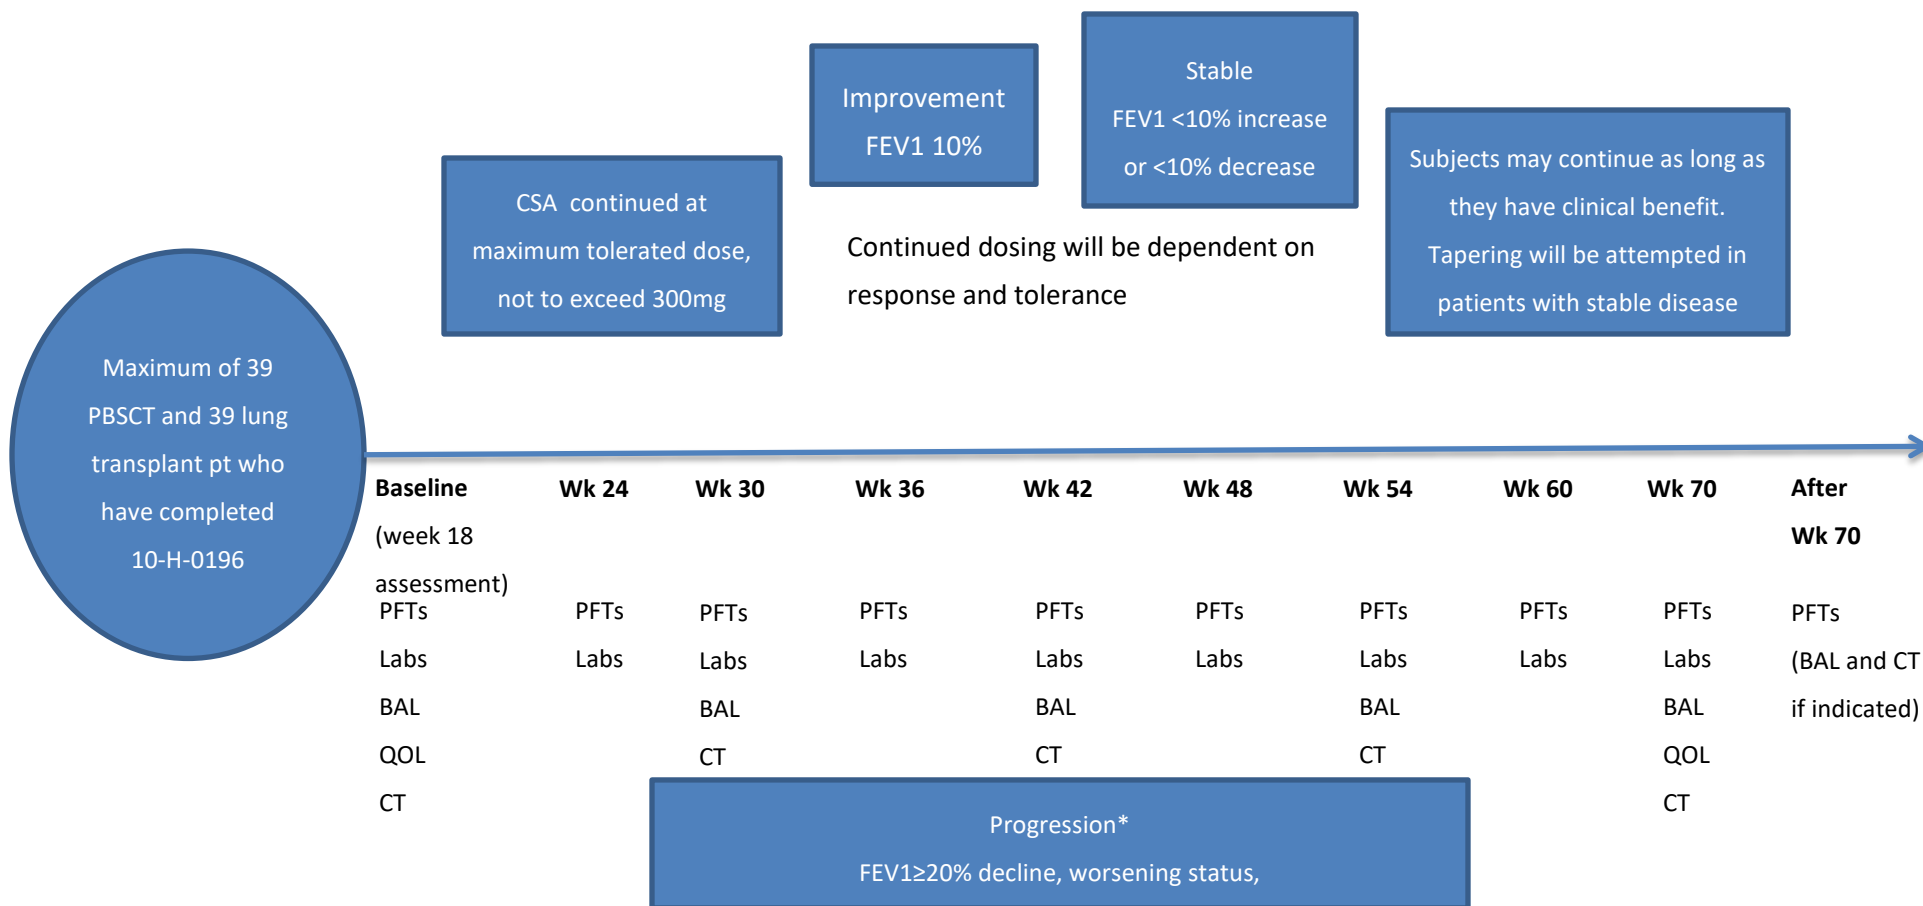 Stable
FEV1 <10% increase
or <10% decrease
Improvement
FEV1 10%
Subjects may continue as long as
they have clinical benefit.
Tapering will be attempted in
patients with stable disease
CSA  continued at
maximum tolerated dose,
not to exceed 300mg
Continued dosing will be dependent on
response and tolerance
Maximum of 39
PBSCT and 39 lung
transplant pt who
have completed
10-H-0196
Baseline
(week 18
assessment)
PFTs
Labs
BAL
QOL
CT
Wk 24
PFTs
Labs
Wk 30
PFTs
Labs
BAL
CT
Wk 36
PFTs
Labs
Wk 42
PFTs
Labs
BAL
CT
Wk 48
PFTs
Labs
Wk 54
PFTs
Labs
BAL
CT
Wk 60
PFTs
Labs
Wk 70
PFTs
Labs
BAL
QOL
CT
After
Wk 70
PFTs
(BAL and CT
if indicated)
Progression*
FEV1≥20% decline, worsening status,